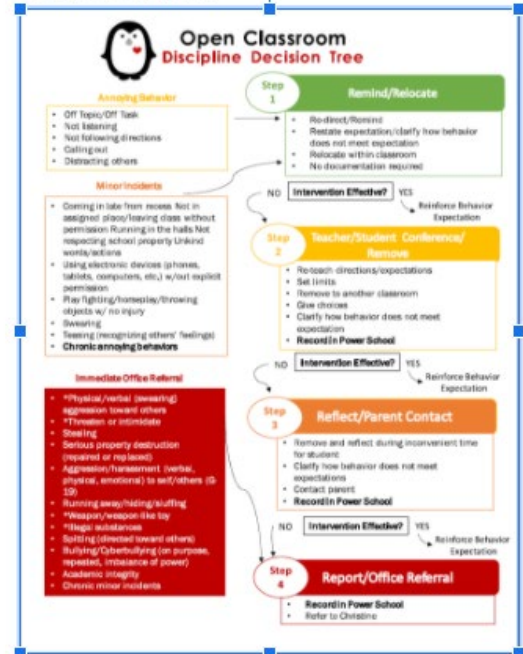 Open Classroom
Discipline Decision Tree
Annoying Behavior
• Off Topic/Off Task
• Not listening
• Not following directions
• Calling out
• Distracting others
Minor Incidents
• Coming in late from recess Not in
assigned place/leaving class without
permission Running in the halls Not
respecting school property Unkind
words/actions
• Using electronic devices (phones,
tablets, computers, etc.) w/out explicit
permission
• Play fighting/horseplay/throwing
objects w/ no injury
• Swearing
• Teasing (recognizing others' feelings)
• Chronic annoying behaviors
Immediate Office Referral
• *Physical/verbal (swearing)
aggression toward others
• *Threaten or intimidate
• Stealing
• Serious property destruction
(repaired or replaced)
• Aggression/harassment (verbal,
physical, emotional) to self/others (G-
19)
• Running away/hiding/sluffing
• *Weapon/weapon-like toy
• *Illegal substances
• Spitting (directed toward others)
• Bullying/Cyberbullying (on purpose,
repeated, imbalance of power)
• Academic integrity
• Chronic minor incidents
Step
1
Remind/Relocate
• Re-direct/Remind
• Restate expectation/clarify how behavior
does not meet expectation
• Relocate within classroom
• No documentation required
NO Intervention Effective? YES
Reinforce Behavior
Expectation
Step
2
Teacher/Student Conference/
Remove
• Re-teach directions/expectations
• Set limits
• Remove to another classroom
• Give choices
• Clarify how behavior does not meet
expectation
• Record in Power School
NO Intervention Effective? YES
Reinforce Behavior
Expectation
Step
3
Reflect/Parent Contact
• Remove and reflect during inconvenient time
for student
• Clarify how behavior does not meet
expectations
• Contact parent
• Record in Power School
NO Intervention Effective? YES
Reinforce Behavior
Expectation
Step
4
Report/Office Referral
• Record in Power School
• Refer to Christine